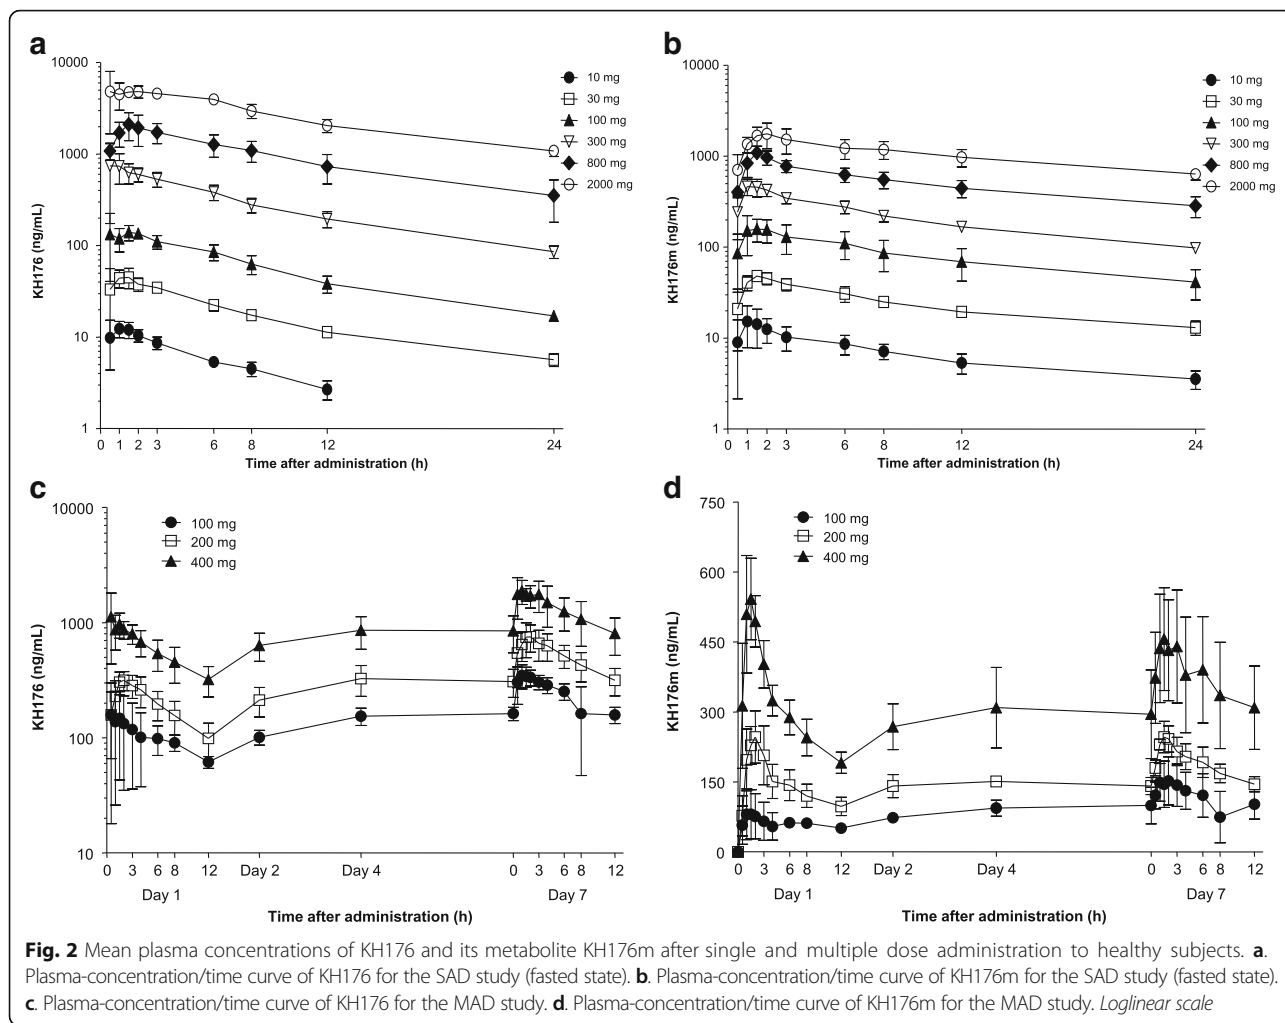 a
10000
1000
100
10
1
KH176 (ng/mL)
0 1 2 3 6 8 12 24
Time after administration (h)
10 mg
30 mg
100 mg
300 mg
800 mg
2000 mg
b
10000
1000
100
10
1
KH176m (ng/mL)
0 1 2 3 6 8 12 24
Time after administration (h)
10 mg
30 mg
100 mg
300 mg
800 mg
2000 mg
c
10000
1000
100
10
KH176 (ng/mL)
100 mg
200 mg
400 mg
0 3 6 8 12 Day 2 Day 4 0 3 6 8 12
Day 1 Day 7
Time after administration (h)
d
750
600
450
300
150
0
KH176m (ng/mL)
100 mg
200 mg
400 mg
0 3 6 8 12 Day 2 Day 4 0 3 6 8 12
Day 1 Day 7
Time after administration (h)
Fig. 2 Mean plasma concentrations of KH176 and its metabolite KH176m after single and multiple dose administration to healthy subjects. a.
Plasma-concentration/time curve of KH176 for the SAD study (fasted state). b. Plasma-concentration/time curve of KH176m for the SAD study (fasted state).
c. Plasma-concentration/time curve of KH176 for the MAD study. d. Plasma-concentration/time curve of KH176m for the MAD study. Loglinear scale